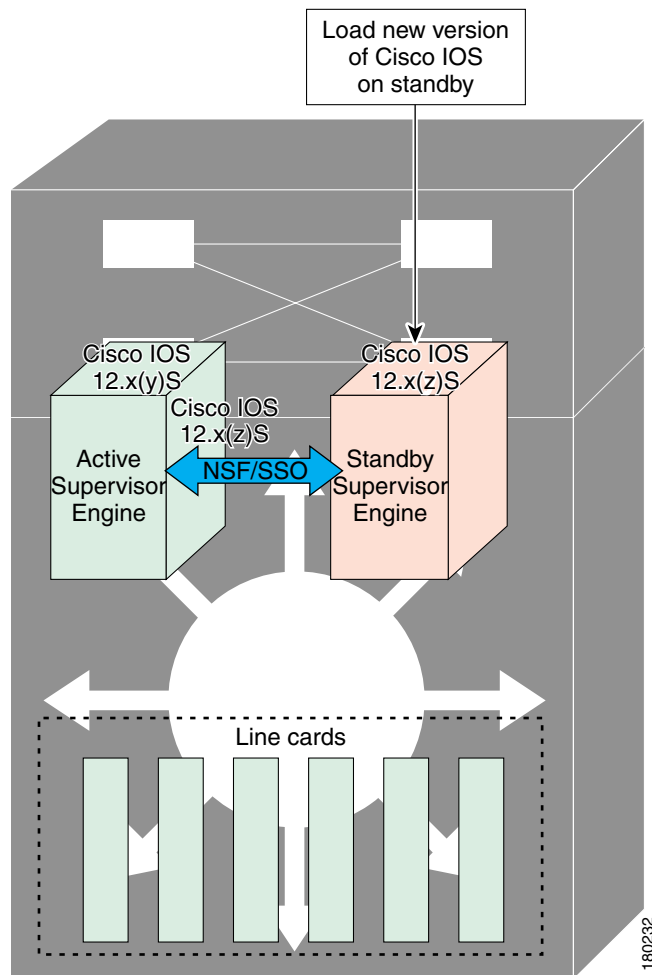 Load new version
of Cisco IOS
on standby
Cisco IOS
12.x(y)S
Cisco IOS
12.x(z)S
Cisco IOS
12.x(z)S
Active
Supervisor
Engine
NSF/SSO
Standby
Supervisor
Engine
Line cards
180232